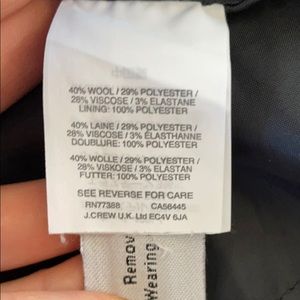 40% WOOL / 29% POLYESTER /
28% VISCOSE / 3% ELASTANE
LINING: 100% POLYESTER
40% LAINE / 29% POLYESTER /
28% VISCOSE / 3% ELASTHANNE
DOUBLURE: 100% POLYESTER
40% WOLLE / 29% POLYESTER /
28% VISKOSE / 3% ELASTAN
FUTTER: 100% POLYESTER
SEE REVERSE FOR CARE
RN77388 CA56445
J.CREW U.K. Ltd EC4V 6JA
Remov
Wearing